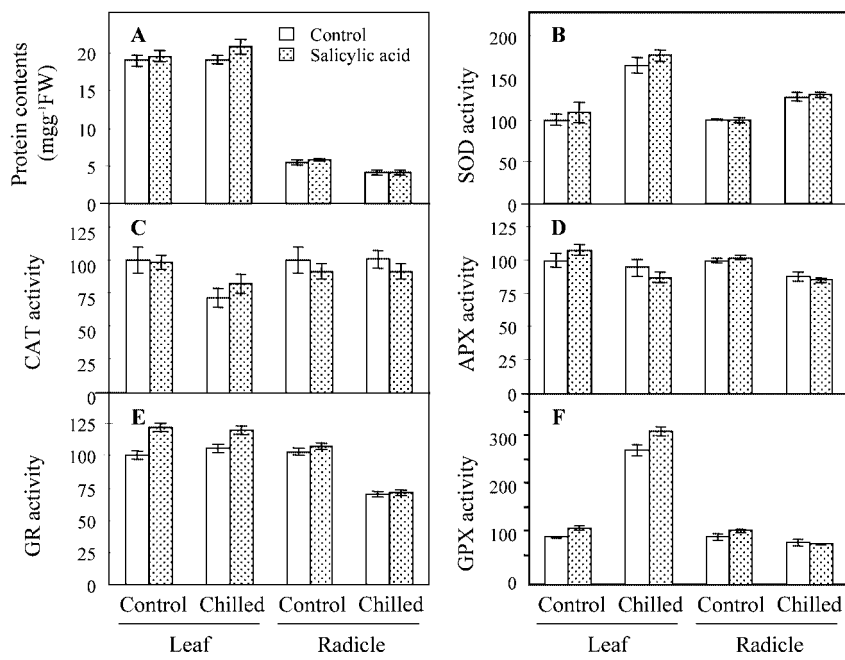 A
Control
Salicylic acid
Protein contents
(mgg⁻¹FW)
20
15
10
5
0
B
SOD activity
200
150
100
50
0
C
CAT activity
125
100
75
50
25
0
D
APX activity
125
100
75
50
25
0
E
GR activity
125
100
75
50
25
0
F
GPX activity
300
200
100
0
Control Chilled Control Chilled
Leaf Radicle
Control Chilled Control Chilled
Leaf Radicle